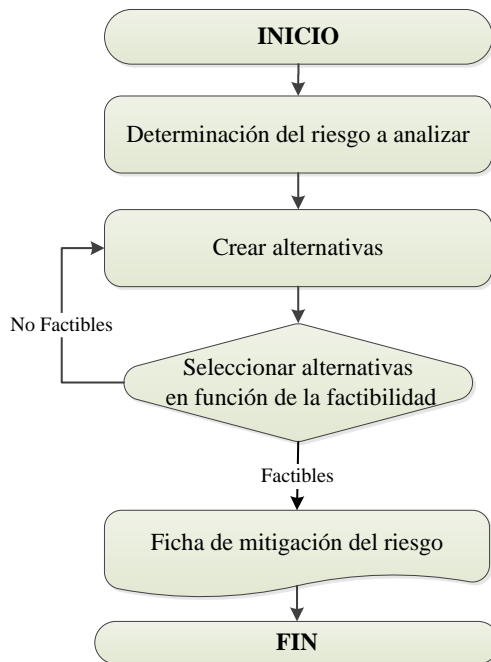 INICIO
Determinación del riesgo a analizar
Crear alternativas
No Factibles
Seleccionar alternativas
en función de la factibilidad
Factibles
Ficha de mitigación del riesgo
FIN